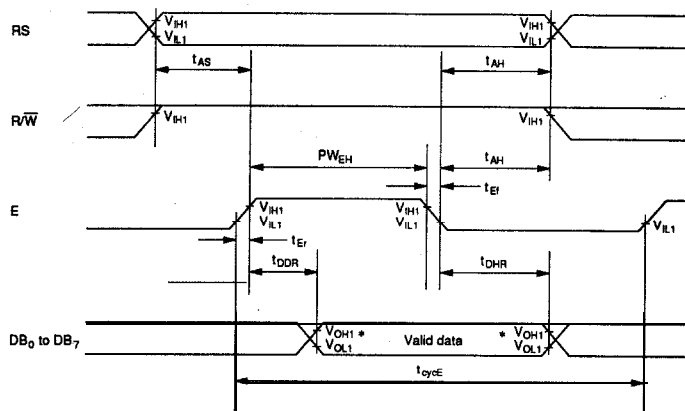 RS
VIH1
VIL1
VIH1
VIL1
tAS
tAH
R/W̅
VIH1
VIH1
PWEH
tAH
tEf
E
VIH1
VIL1
VIH1
VIL1
VIL1
tEr
tDDR
tDHR
DB0 to DB7
VOH1 *
VOL1
Valid data
* VOH1
VOL1
tcycE